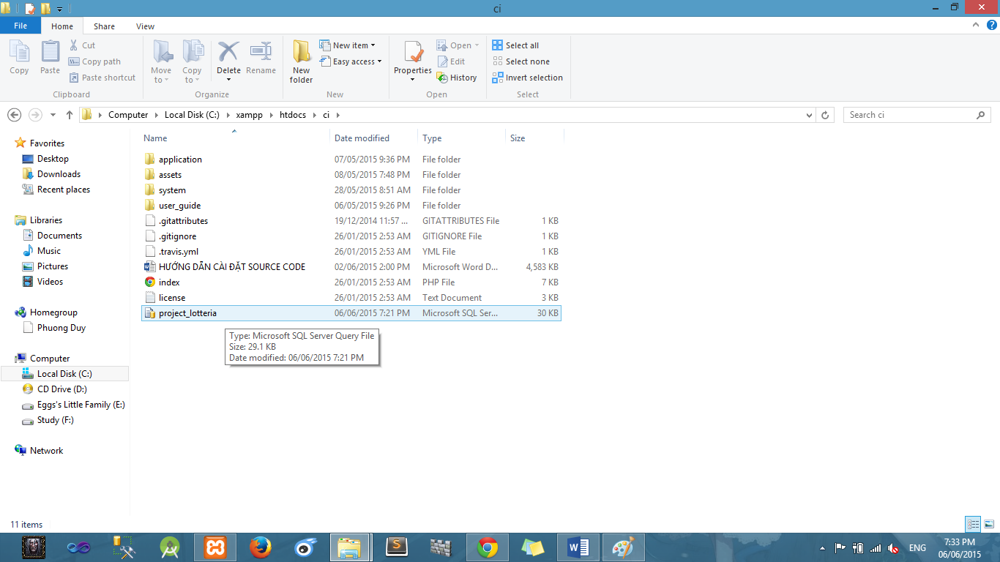 ci
File Home Share View
Copy Paste Cut Copy path Paste shortcut Clipboard
Move to Copy to Delete Rename Organize
New folder New item Easy access New
Properties Open Edit History Open
Select all Select none Invert selection Select
Computer Local Disk (C:) xampp htdocs ci Search ci
Favorites
Desktop
Downloads
Recent places
Libraries
Documents
Music
Pictures
Videos
Homegroup
Phuong Duy
Computer
Local Disk (C:)
CD Drive (D:)
Eggs's Little Family (E:)
Study (F:)
Network
Name Date modified Type Size
application 07/05/2015 9:36 PM File folder
assets 08/05/2015 7:48 PM File folder
system 28/05/2015 8:51 AM File folder
user_guide 06/05/2015 9:26 PM File folder
.gitattributes 19/12/2014 11:57 ... GITATTRIBUTES File 1 KB
.gitignore 26/01/2015 2:53 AM GITIGNORE File 1 KB
.travis.yml 26/01/2015 2:53 AM YML File 1 KB
HƯỚNG DẪN CÀI ĐẶT SOURCE CODE 02/06/2015 2:00 PM Microsoft Word D... 4,583 KB
index 26/01/2015 2:53 AM PHP File 7 KB
license 26/01/2015 2:53 AM Text Document 3 KB
project_lotteria 06/06/2015 7:21 PM Microsoft SQL Ser... 30 KB
Type: Microsoft SQL Server Query File
Size: 29.1 KB
Date modified: 06/06/2015 7:21 PM
11 items
ENG 7:33 PM
06/06/2015